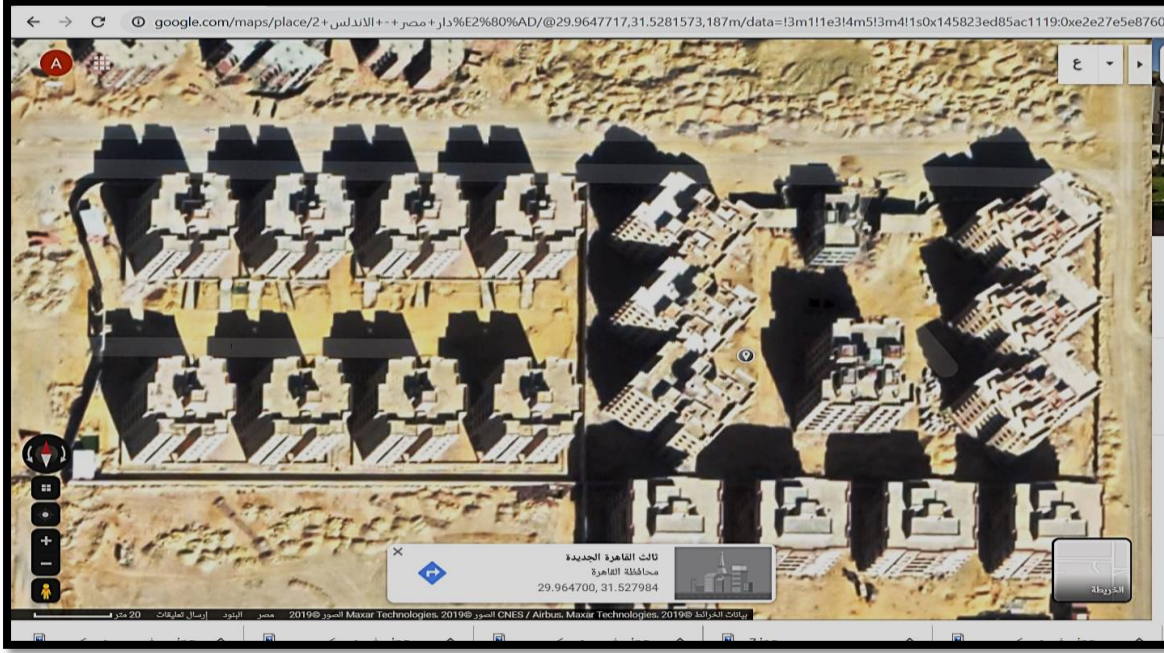 google.com/maps/place/2+دار+مصر+-+الاندلس%E2%80%AD/@29.9647717,31.5281573,187m/data=!3m1!1e3!4m5!3m4!1s0x145823ed85ac1119:0xe2e27e5e8760
A
ع
ثالث القاهرة الجديدة
محافظة القاهرة
29.964700, 31.527984
الخريطة
بيانات الخرائط ©2019 الصور ©2019 CNES / Airbus, Maxar Technologies, الصور ©2019 Maxar Technologies مصر البنود إرسال تعليقات 20 متر